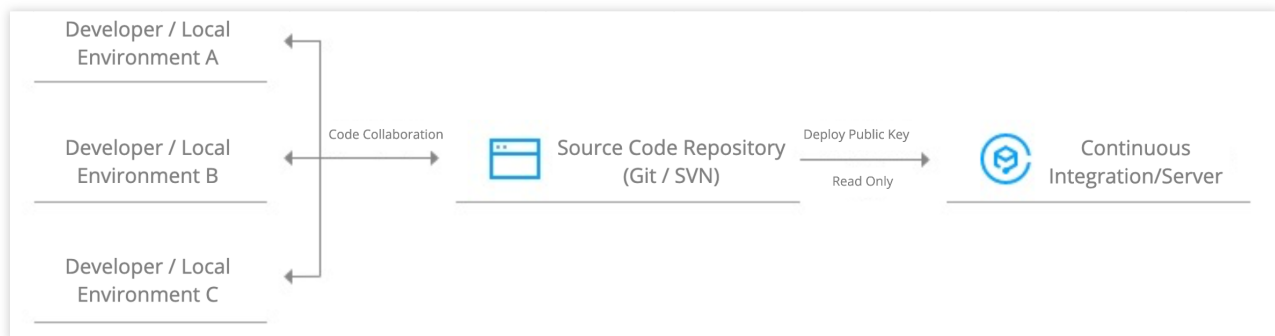 Developer / Local
Environment A
Developer / Local
Environment B
Developer / Local
Environment C
Code Collaboration
Source Code Repository
(Git / SVN)
Deploy Public Key
Read Only
Continuous
Integration/Server